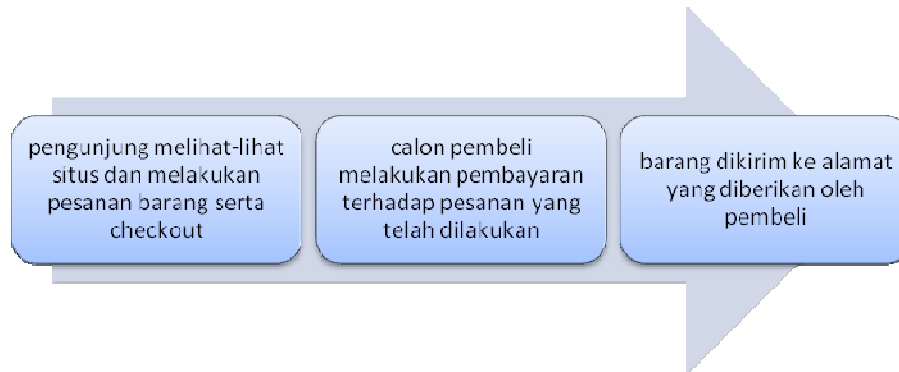 pengunjung melihat-lihat
situs dan melakukan
pesanan barang serta
checkout
calon pembeli
melakukan pembayaran
terhadap pesanan yang
telah dilakukan
barang dikirim ke alamat
yang diberikan oleh
pembeli